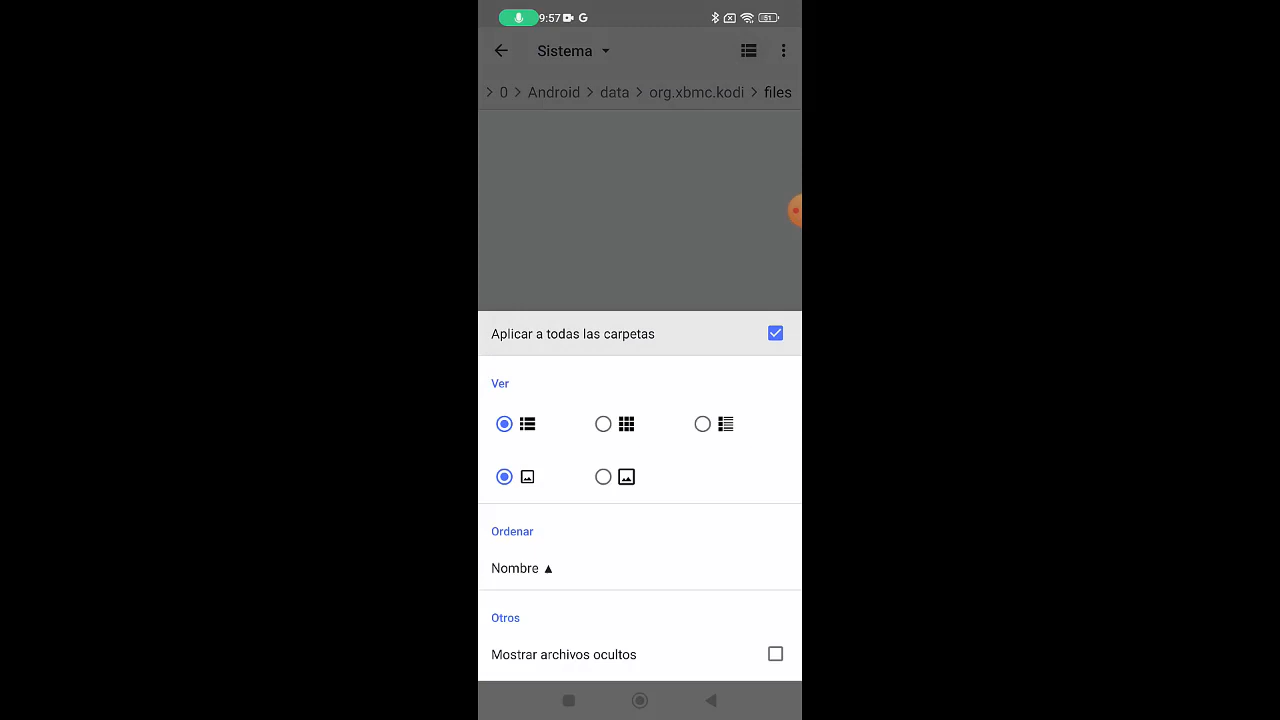 9:57 G 51
Sistema
0 > Android > data > org.xbmc.kodi > files
Aplicar a todas las carpetas
Ver
Ordenar
Nombre ▲
Otros
Mostrar archivos ocultos